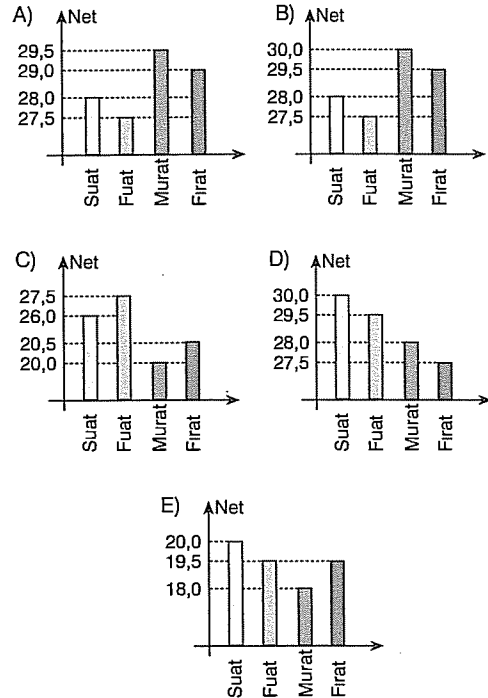 A) Net
29,5
29,0
28,0
27,5
Suat
Fuat
Murat
Fırat
B) Net
30,0
29,5
28,0
27,5
Suat
Fuat
Murat
Fırat
C) Net
27,5
26,0
20,5
20,0
Suat
Fuat
Murat
Fırat
D) Net
30,0
29,5
28,0
27,5
Suat
Fuat
Murat
Fırat
E) Net
20,0
19,5
18,0
Suat
Fuat
Murat
Fırat